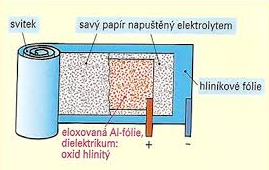 svitek
savý papír napuštěný elektrolytem
hliníkové fólie
eloxovaná Al-fólie,
dielektrikum:
oxid hlinitý
+ -